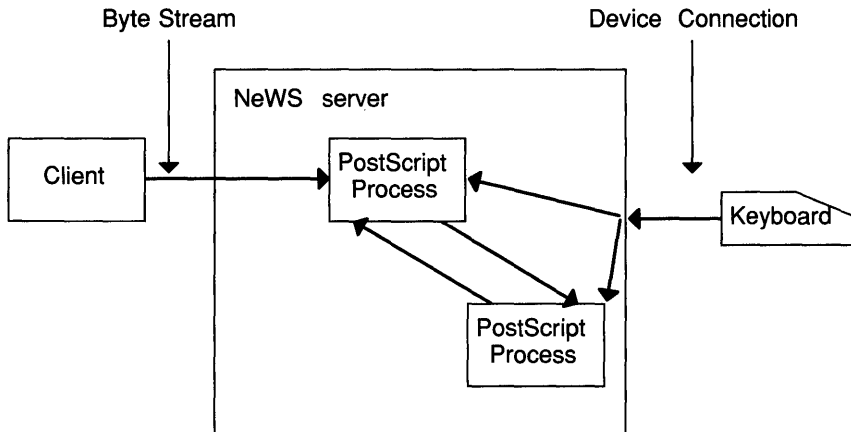 Byte Stream
Device Connection
NeWS server
Client
PostScript
Process
Keyboard
PostScript
Process